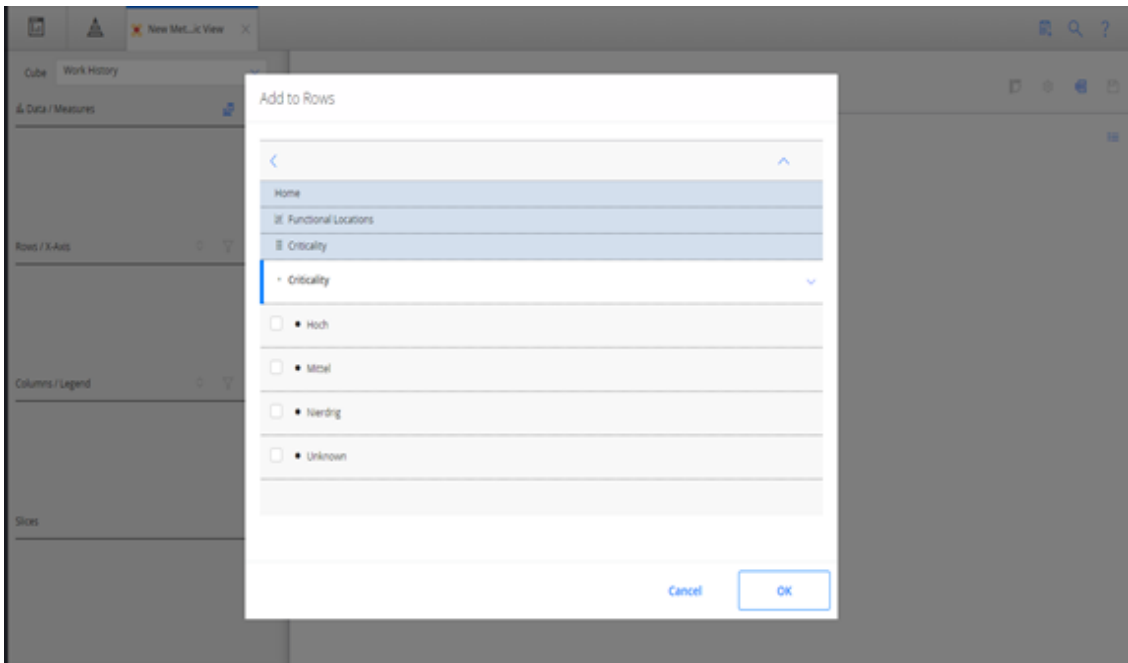 New Met...ic View
Cube Work History
Data / Measures
Add to Rows
Home
Functional Locations
Criticality
Criticality
Rows / X-Axis
Hoch
Mittel
Nierdrig
Columns / Legend
Unknown
Slices
Cancel OK